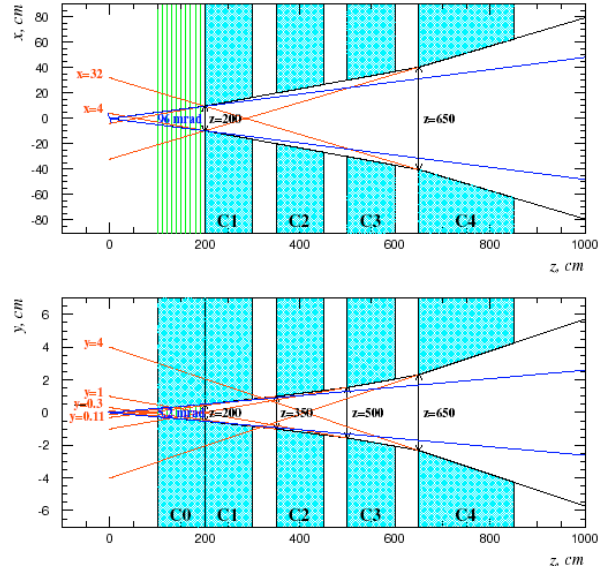 x, cm
80
60
x=32
40
20
x=4
0
96 mrad
z=200
z=650
-20
-40
-60
-80
C1
C2
C3
C4
0
200
400
600
800
1000
z, cm
y, cm
6
y=4
4
y=1
2
y=0.3
0
mrad
z=200
z=350
z=500
z=650
y=0.11
-2
-4
-6
C0
C1
C2
C3
C4
0
200
400
600
800
1000
z, cm